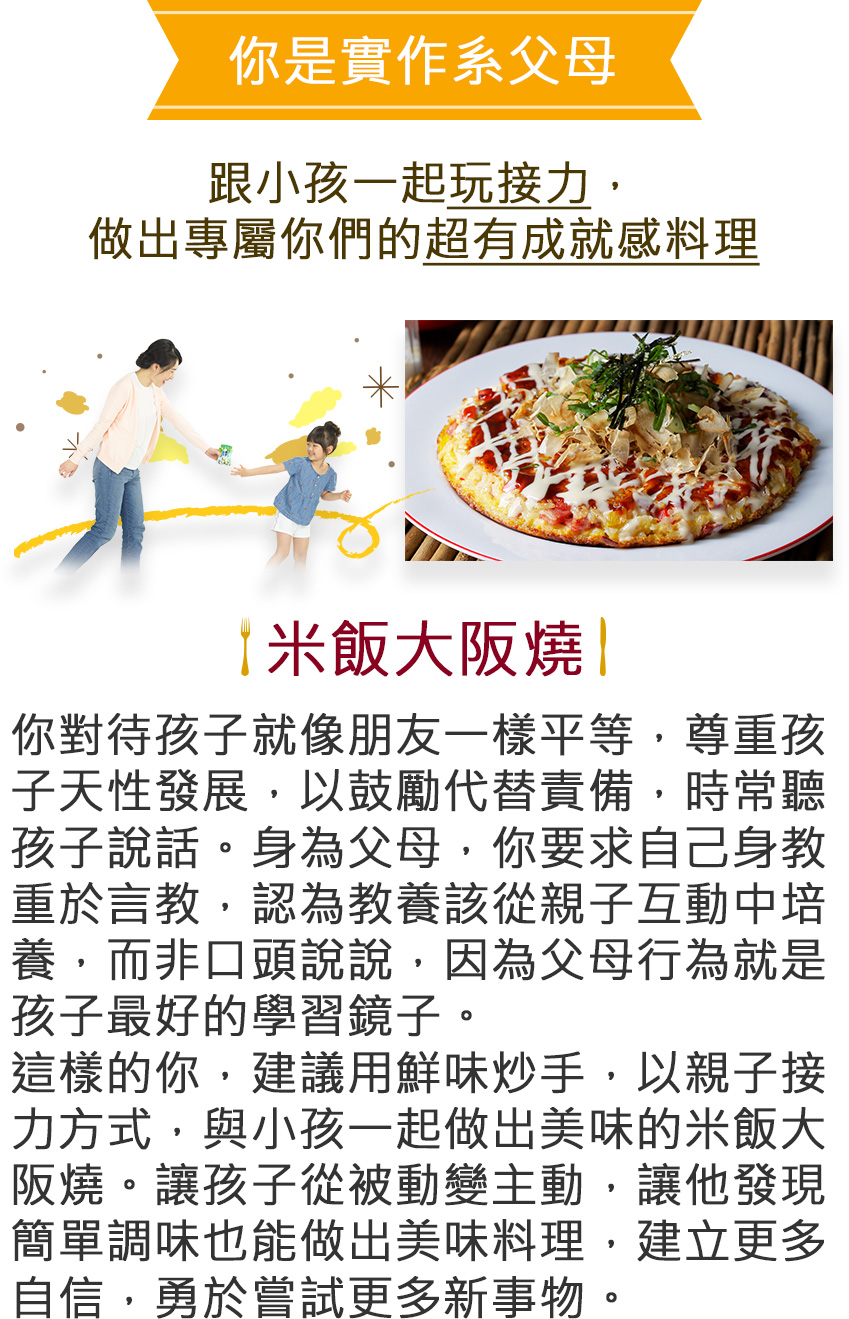 你是實作系父母
跟小孩一起玩接力，
做出專屬你們的超有成就感料理
米飯大阪燒
你對待孩子就像朋友一樣平等，尊重孩
子天性發展，以鼓勵代替責備，時常聽
孩子說話。身為父母，你要求自己身教
重於言教，認為教養該從親子互動中培
養，而非口頭說說，因為父母行為就是
孩子最好的學習鏡子。
這樣的你，建議用鮮味炒手，以親子接
力方式，與小孩一起做出美味的米飯大
阪燒。讓孩子從被動變主動，讓他發現
簡單調味也能做出美味料理，建立更多
自信，勇於嘗試更多新事物。